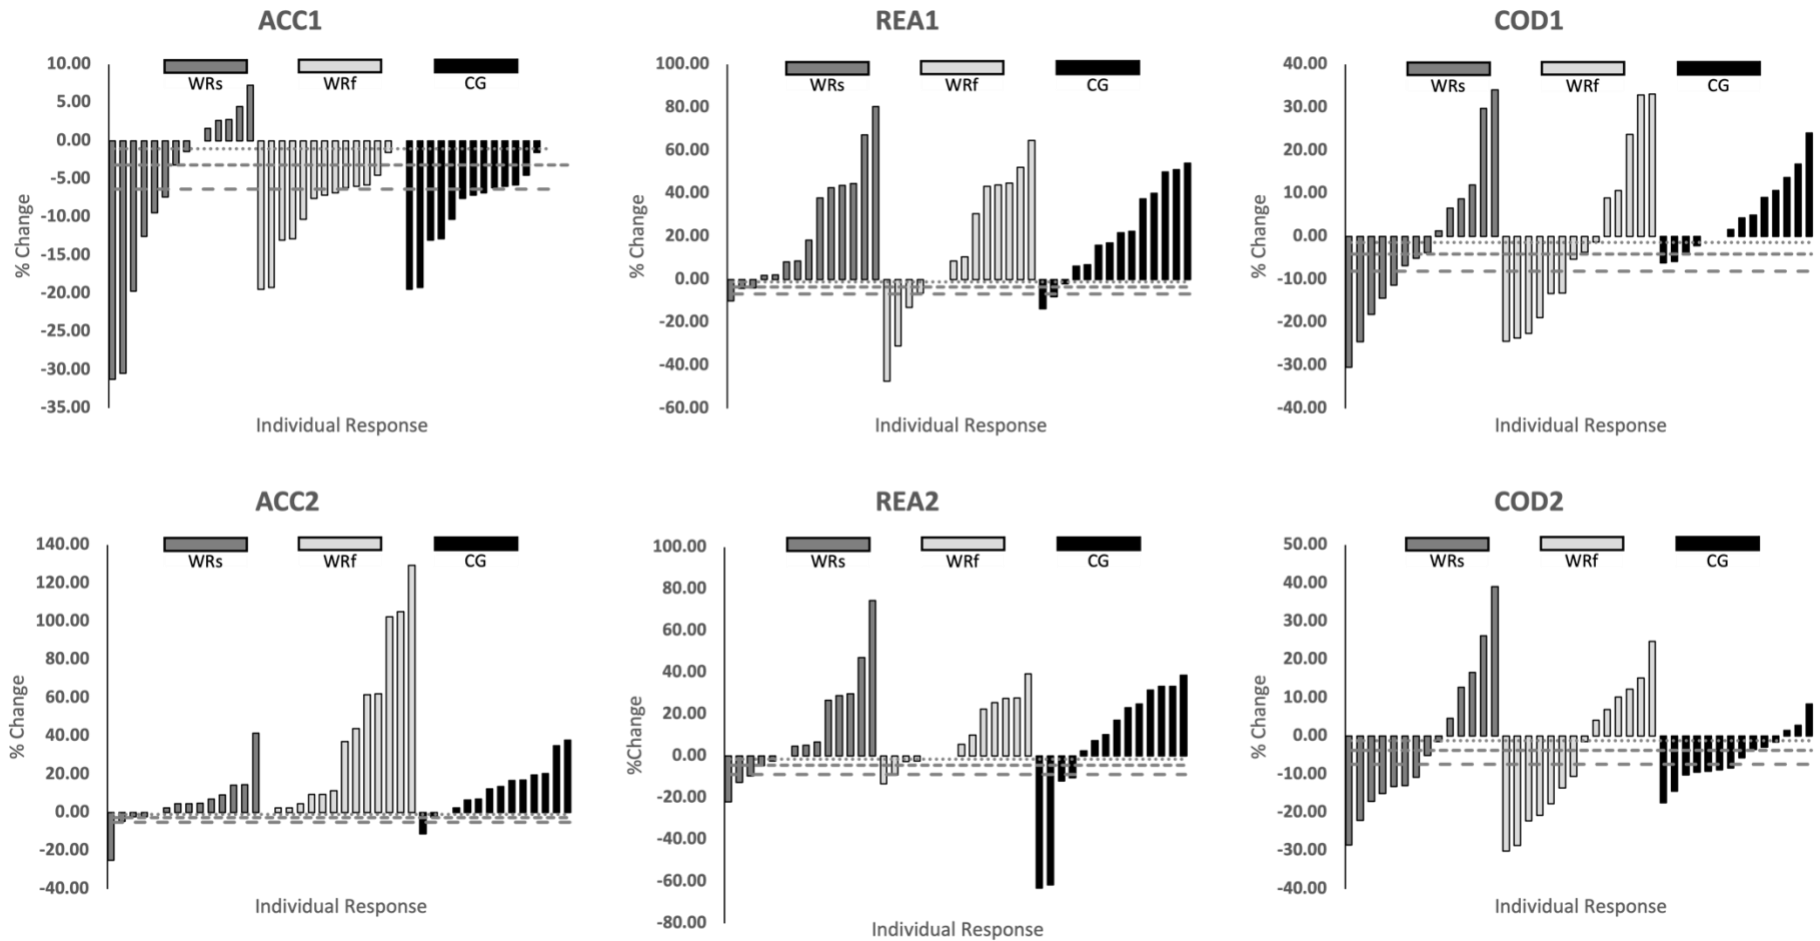 ACC1
10.00
5.00
0.00
-5.00
-10.00
-15.00
-20.00
-25.00
-30.00
-35.00
% Change
WRs
WRf
CG
Individual Response
REA1
100.00
80.00
60.00
40.00
20.00
0.00
-20.00
-40.00
-60.00
% Change
WRs
WRf
CG
Individual Response
COD1
40.00
30.00
20.00
10.00
0.00
-10.00
-20.00
-30.00
-40.00
% Change
WRs
WRf
CG
Individual Response
ACC2
140.00
120.00
100.00
80.00
60.00
40.00
20.00
0.00
-20.00
-40.00
% Change
WRs
WRf
CG
Individual Response
REA2
100.00
80.00
60.00
40.00
20.00
0.00
-20.00
-40.00
-60.00
-80.00
%Change
WRs
WRf
CG
Individual Response
COD2
50.00
40.00
30.00
20.00
10.00
0.00
-10.00
-20.00
-30.00
-40.00
% Change
WRs
WRf
CG
Individual Response